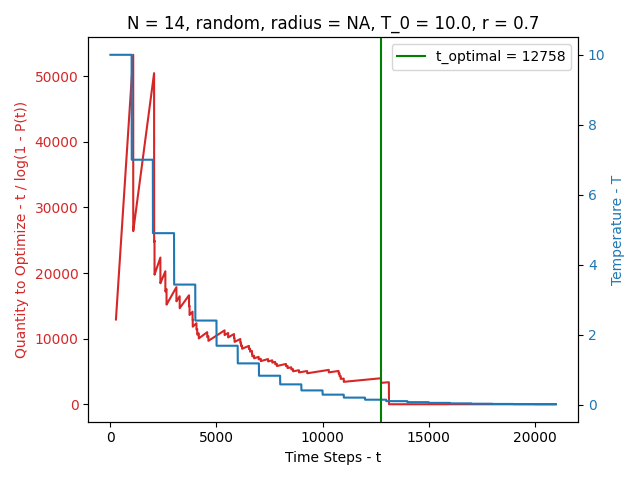 N = 14, random, radius = NA, T_0 = 10.0, r = 0.7
t_optimal = 12758
Quantity to Optimize - t / log(1 - P(t))
50000
40000
30000
20000
10000
0
10
8
6
4
2
0
Temperature - T
0 5000 10000 15000 20000
Time Steps - t